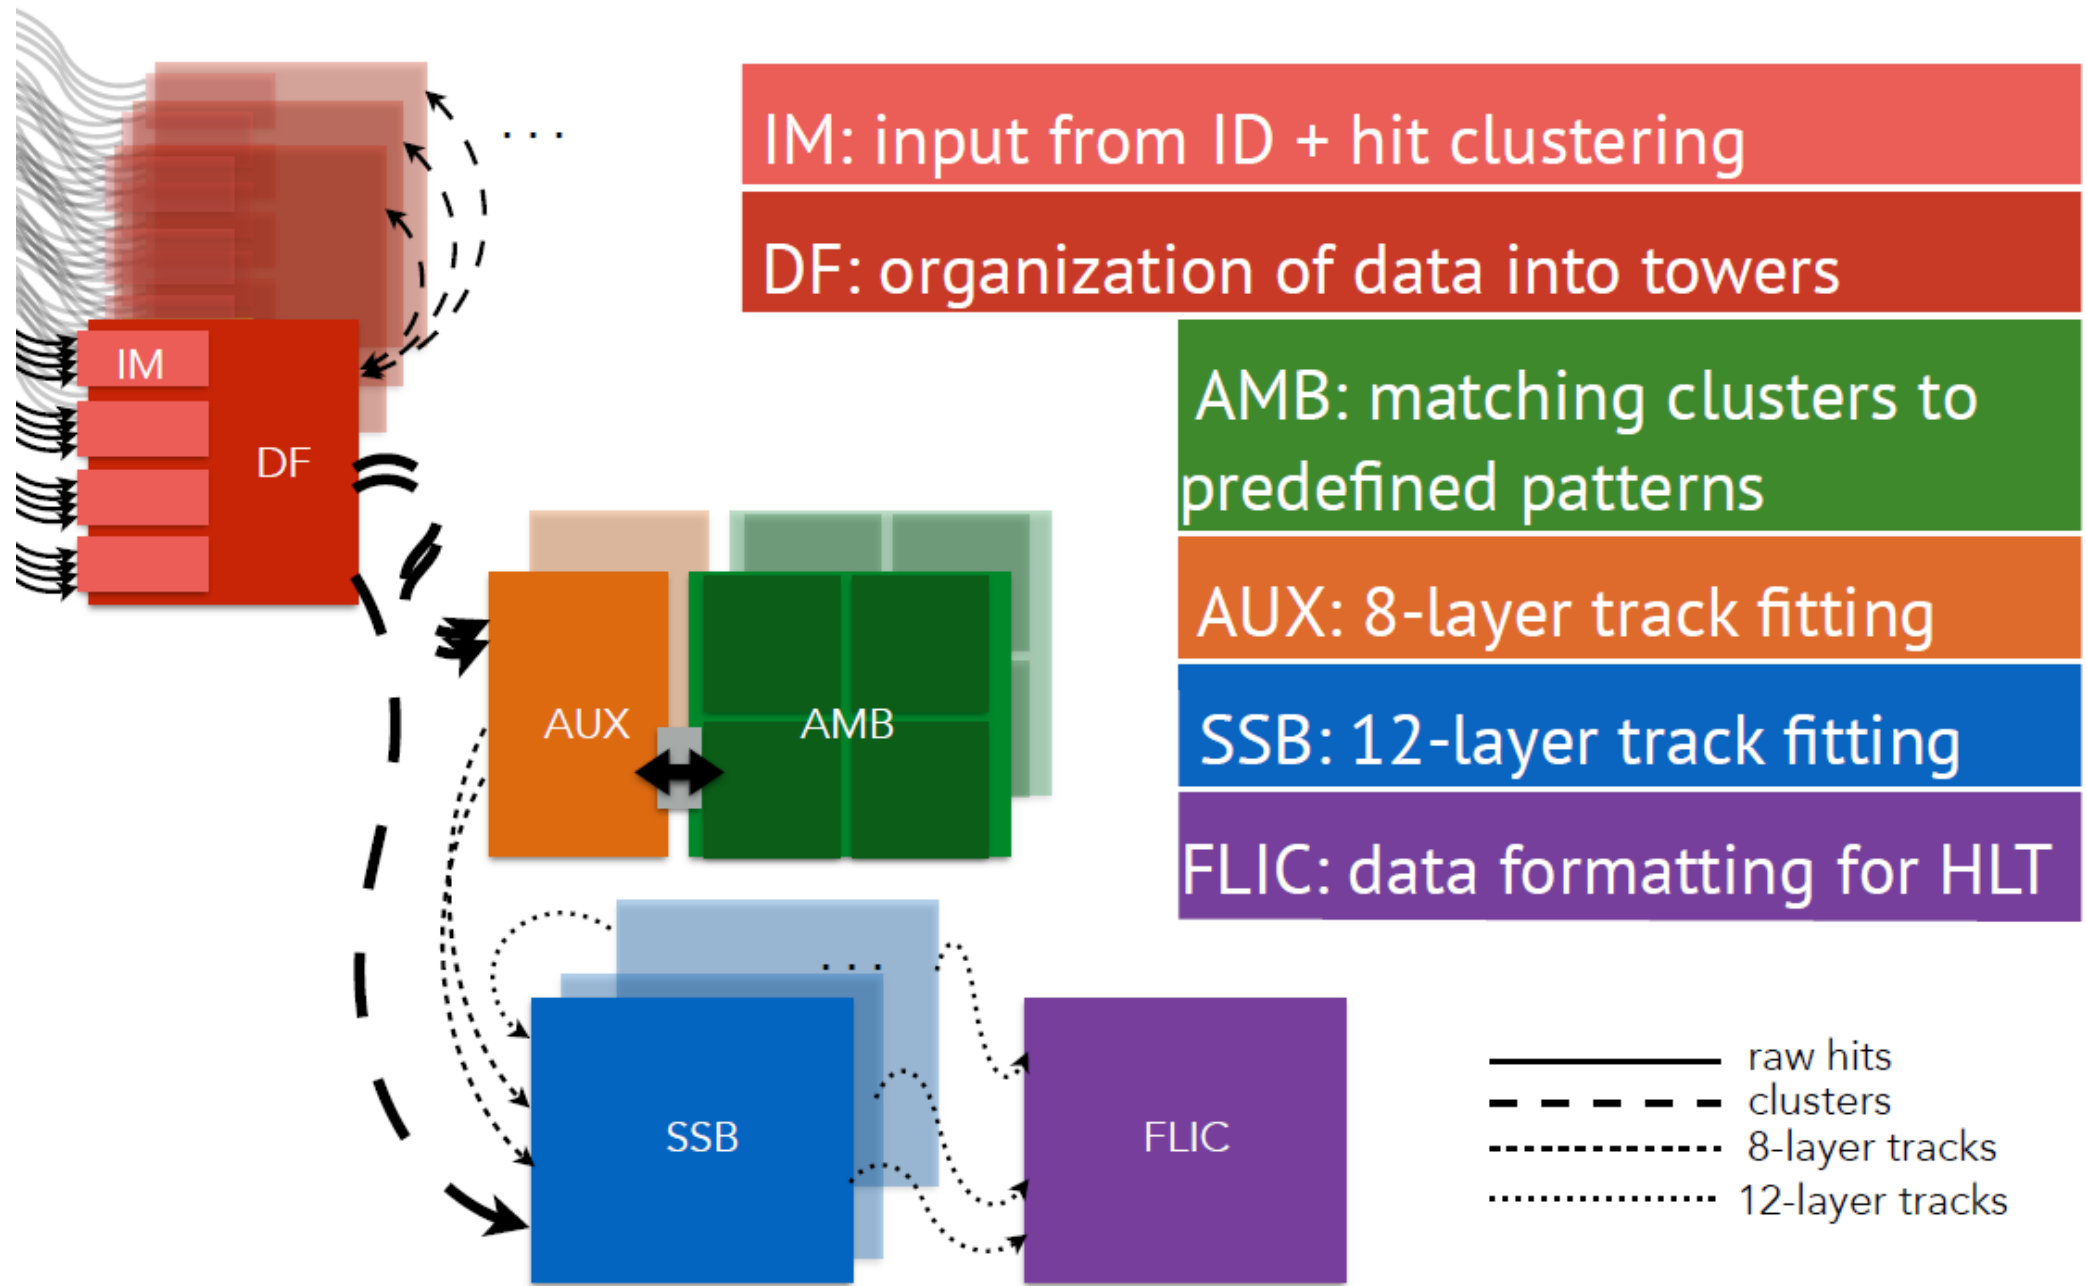 . . .
IM: input from ID + hit clustering
DF: organization of data into towers
AMB: matching clusters to
predefined patterns
AUX: 8-layer track fitting
SSB: 12-layer track fitting
FLIC: data formatting for HLT
IM
DF
AUX
AMB
. . .
SSB
FLIC
raw hits
clusters
8-layer tracks
12-layer tracks